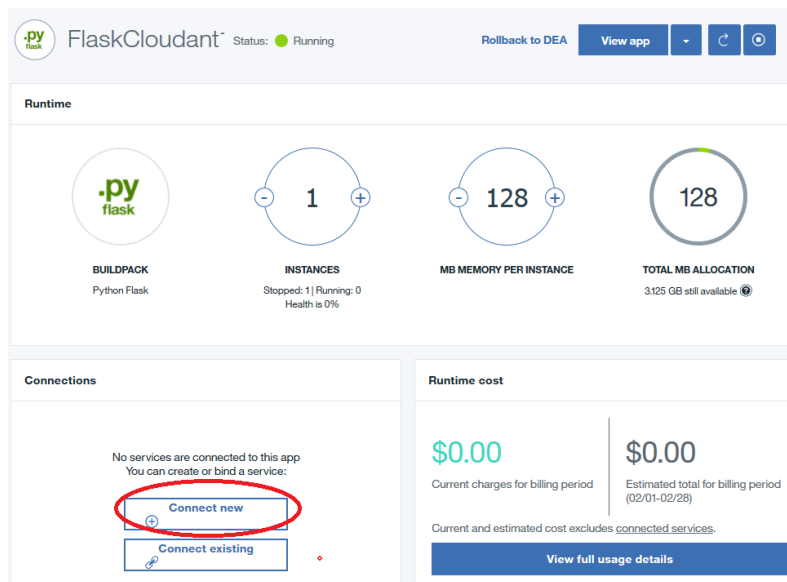 .py
flask
FlaskCloudant Status: Running
Rollback to DEA
View app
Runtime
.py
flask
- 1 +
- 128 +
128
BUILDPACK
INSTANCES
MB MEMORY PER INSTANCE
TOTAL MB ALLOCATION
Python Flask
Stopped: 1 | Running: 0
Health is 0%
3.125 GB still available ?
Connections
No services are connected to this app
You can create or bind a service:
Connect new
Connect existing
Runtime cost
$0.00
Current charges for billing period
$0.00
Estimated total for billing period
(02/01-02/28)
Current and estimated cost excludes connected services.
View full usage details